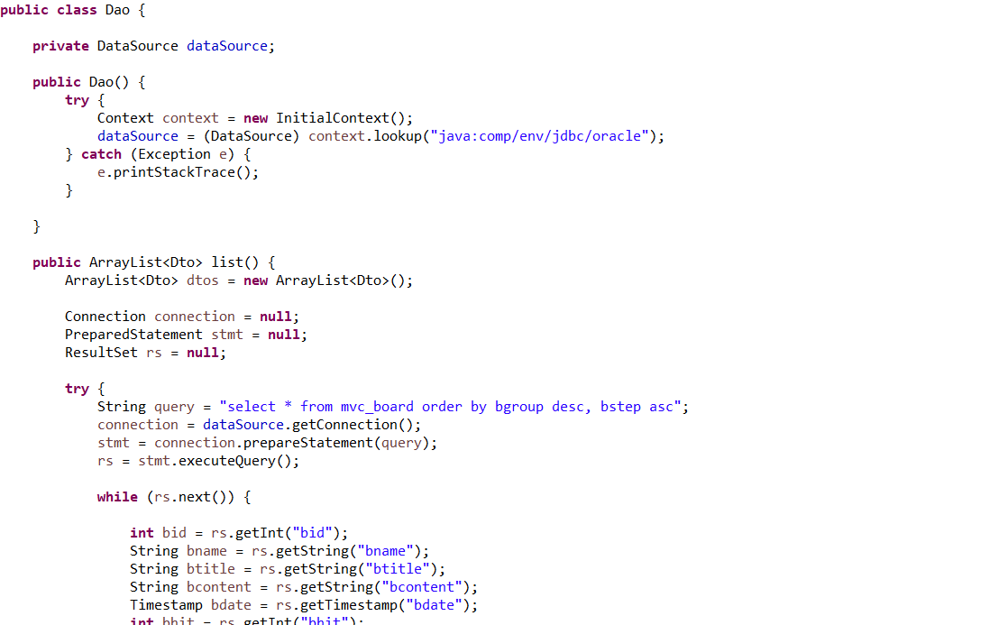 public class Dao {
private DataSource dataSource;
public Dao() {
try {
Context context = new InitialContext();
dataSource = (DataSource) context.lookup("java:comp/env/jdbc/oracle");
} catch (Exception e) {
e.printStackTrace();
}
}
public ArrayList<Dto> list() {
ArrayList<Dto> dtos = new ArrayList<Dto>();
Connection connection = null;
PreparedStatement stmt = null;
ResultSet rs = null;
try {
String query = "select * from mvc_board order by bgroup desc, bstep asc";
connection = dataSource.getConnection();
stmt = connection.prepareStatement(query);
rs = stmt.executeQuery();
while (rs.next()) {
int bid = rs.getInt("bid");
String bname = rs.getString("bname");
String btitle = rs.getString("btitle");
String bcontent = rs.getString("bcontent");
Timestamp bdate = rs.getTimestamp("bdate");
int bhit = rs.getInt("bhit");